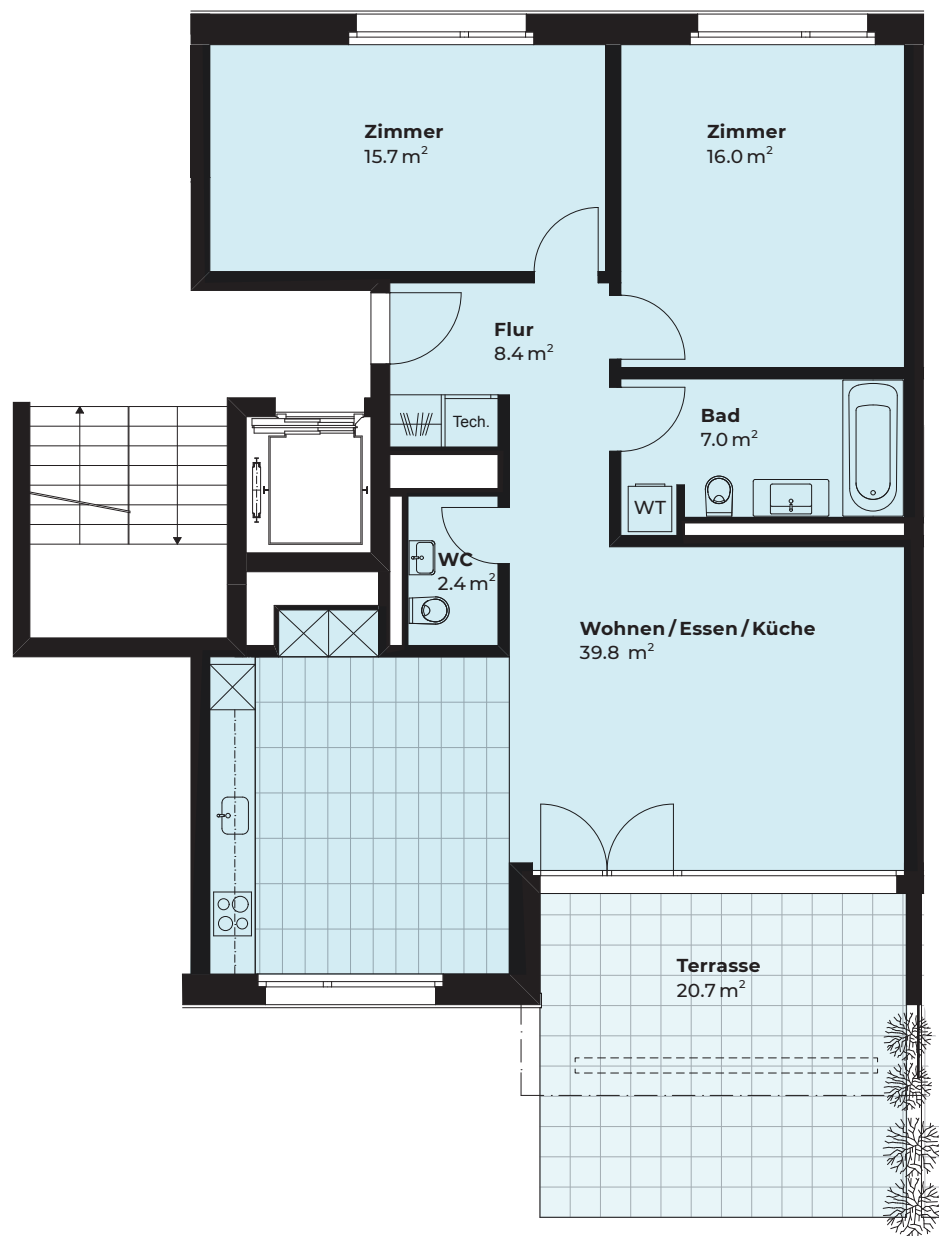 Zimmer
15.7 m²
Zimmer
16.0 m²
Flur
8.4 m²
Tech.
Bad
7.0 m²
WT
WC
2.4 m²
Wohnen / Essen / Küche
39.8 m²
Terrasse
20.7 m²